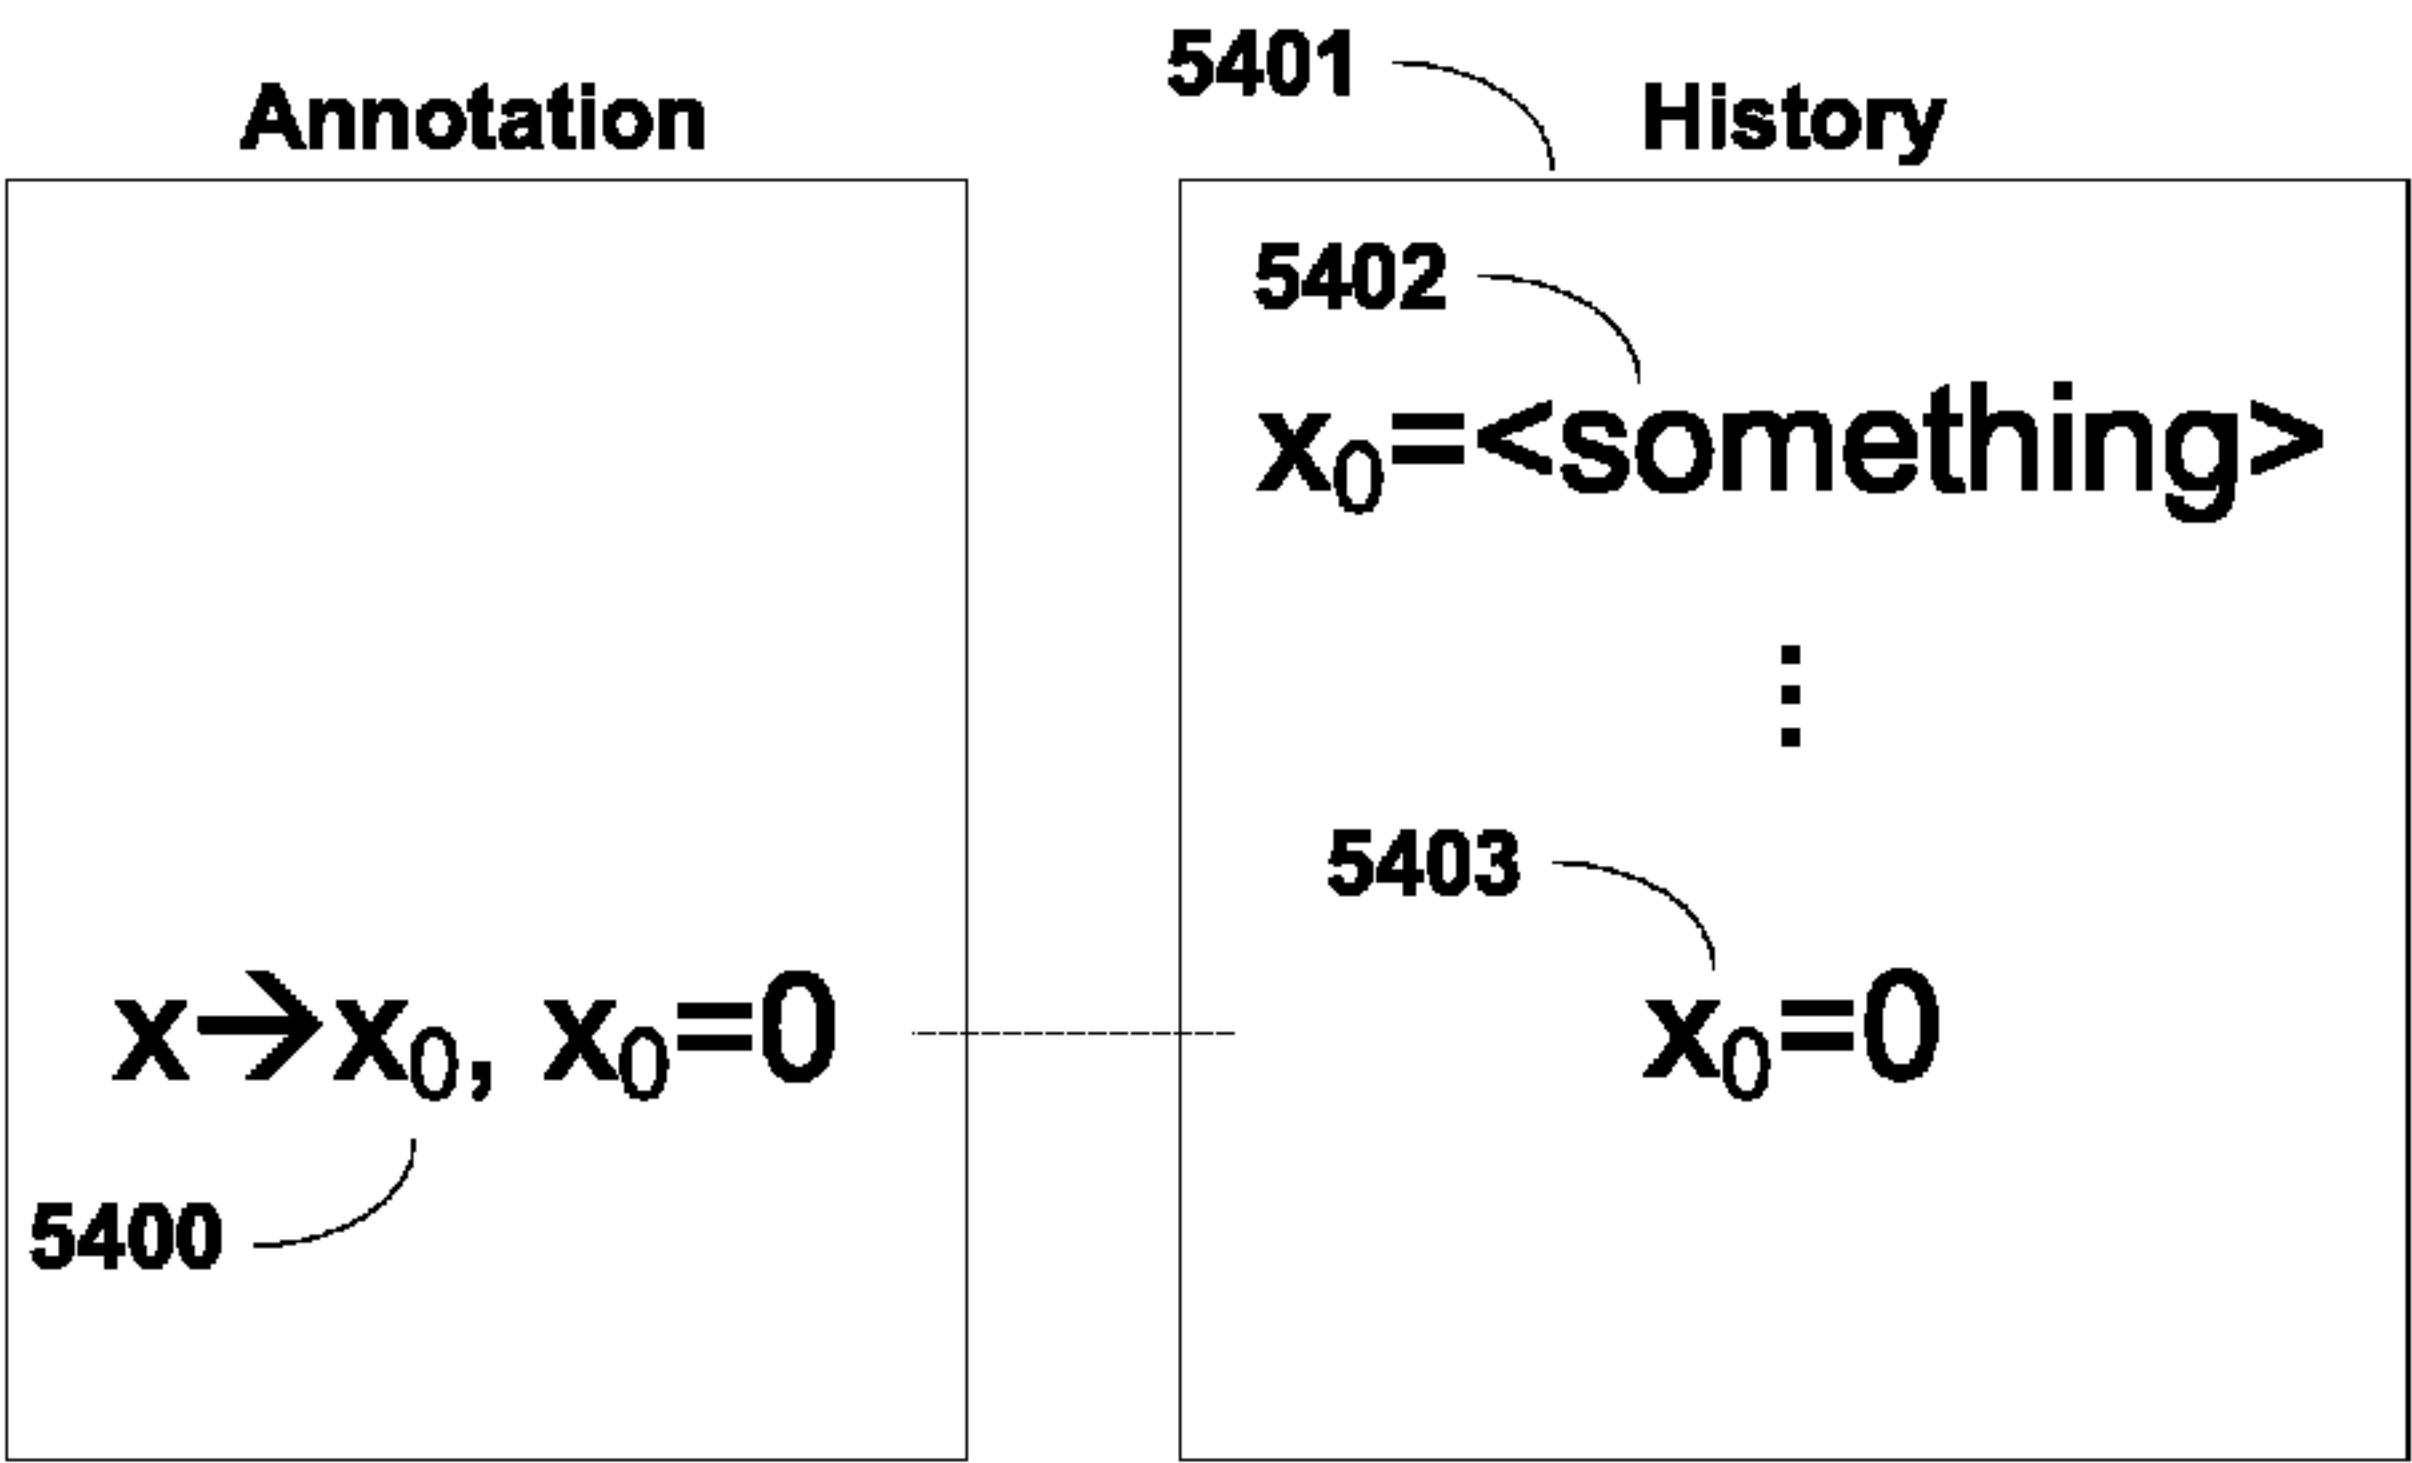 5401
Annotation
History
5402
x₀=<something>
⋮
5403
x→x₀, x₀=0
x₀=0
5400